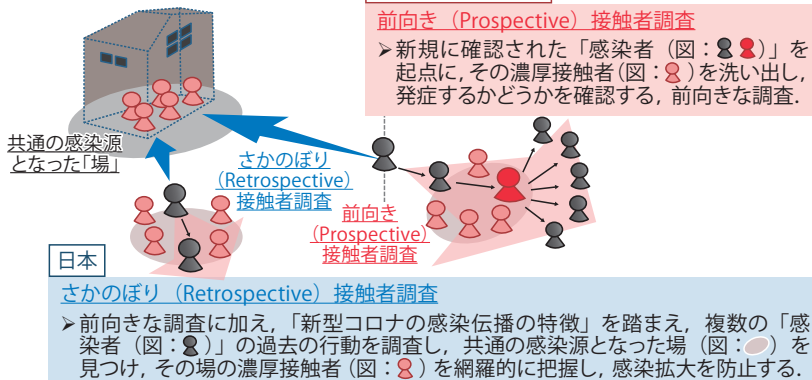 前向き（Prospective）接触者調査
➢新規に確認された「感染者（図：）」を
起点に，その濃厚接触者（図：）を洗い出し，
発症するかどうかを確認する，前向きな調査．
共通の感染源
となった「場」
さかのぼり
（Retrospective）
接触者調査
前向き
（Prospective）
接触者調査
日本
さかのぼり（Retrospective）接触者調査
➢前向きな調査に加え，「新型コロナの感染伝播の特徴」を踏まえ，複数の「感
染者（図：）」の過去の行動を調査し，共通の感染源となった場（図：）を
見つけ，その場の濃厚接触者（図：）を網羅的に把握し，感染拡大を防止する．